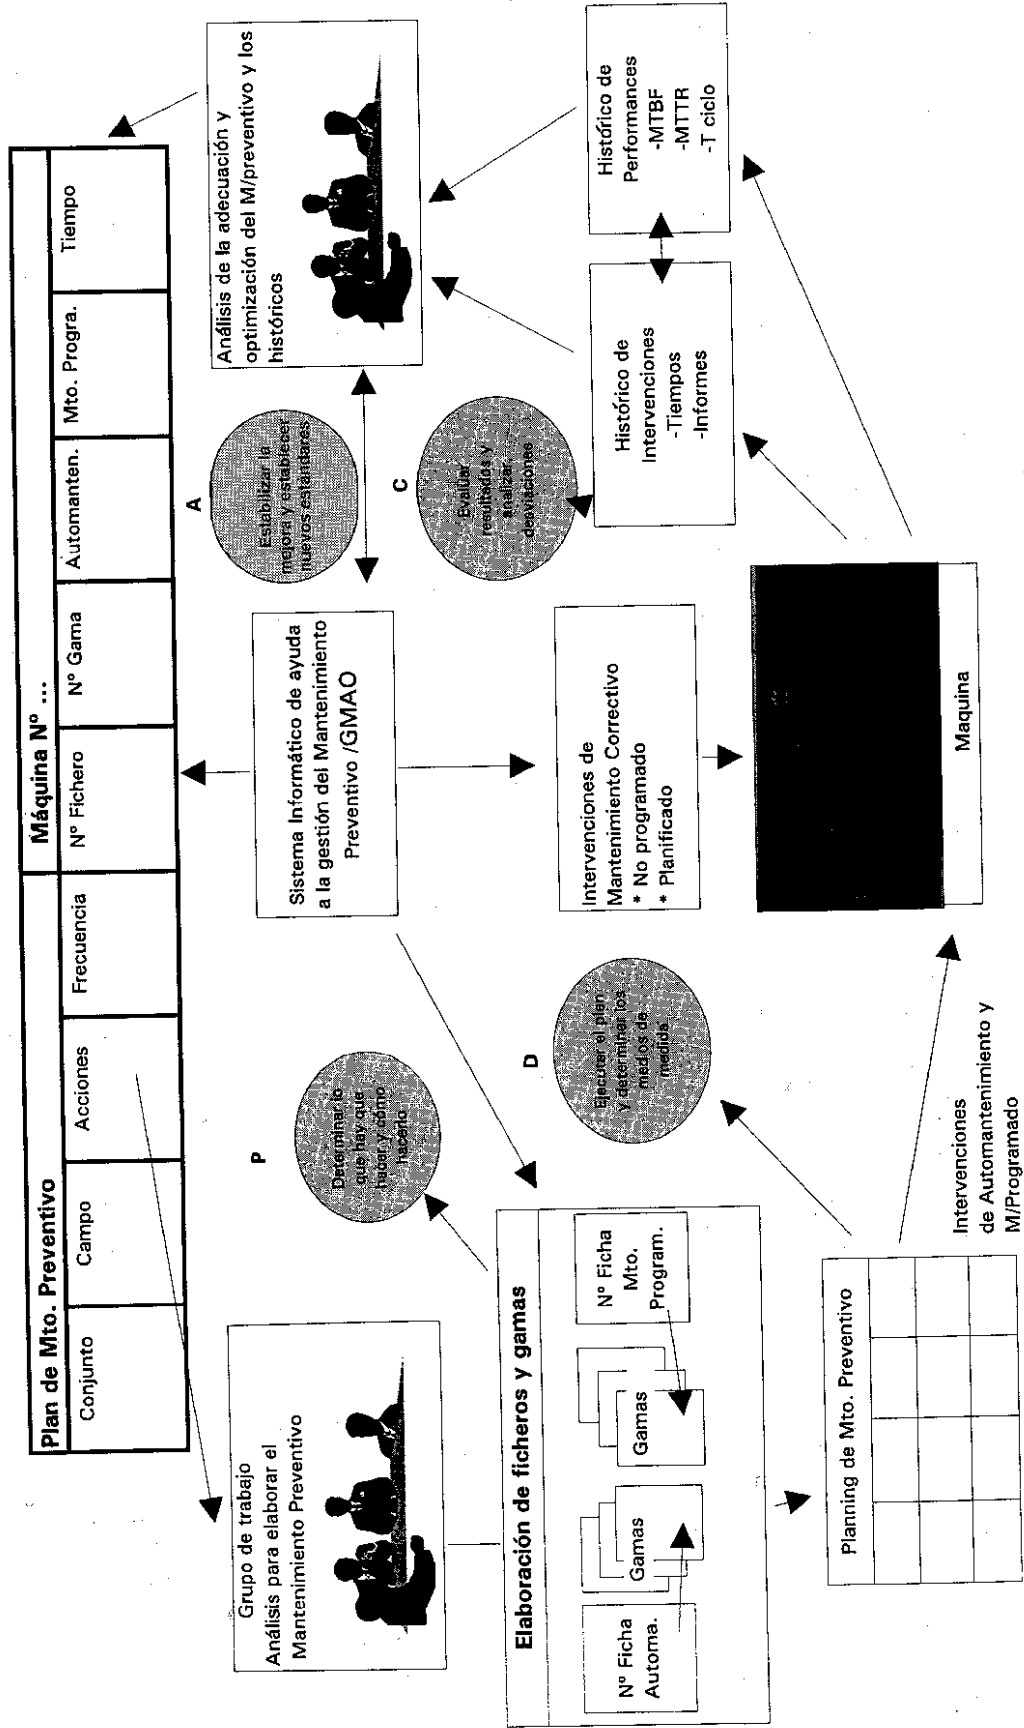 Plan de Mto. Preventivo
Máquina Nº ...
Conjunto
Campo
Acciones
Frecuencia
Nº Fichero
Nº Gama
Automanten.
Mto. Progra.
Tiempo
Grupo de trabajo
Análisis para elaborar el
Mantenimiento Preventivo
P
Determinar lo
que hay que
hacer y cómo
hacerlo
Sistema Informático de ayuda
a la gestión del Mantenimiento
Preventivo /GMAO
A
Estabilizar la
mejora y establecer
nuevos estándares
Análisis de la adecuación y
optimización del M/preventivo y los
históricos
Elaboración de ficheros y gamas
Nº Ficha
Automa.
Gamas
Gamas
Nº Ficha
Mto.
Program.
D
Ejecutar el plan
y determinar los
medios de
medida
Intervenciones de
Mantenimiento Correctivo
* No programado
* Planificado
C
Evaluar
resultados y
analizar
desviaciones
Histórico de
Intervenciones
-Tiempos
-Informes
Histórico de
Performances
-MTBF
-MTTR
-T ciclo
Planning de Mto. Preventivo
Intervenciones
de Automantenimiento y
M/Programado
Maquina